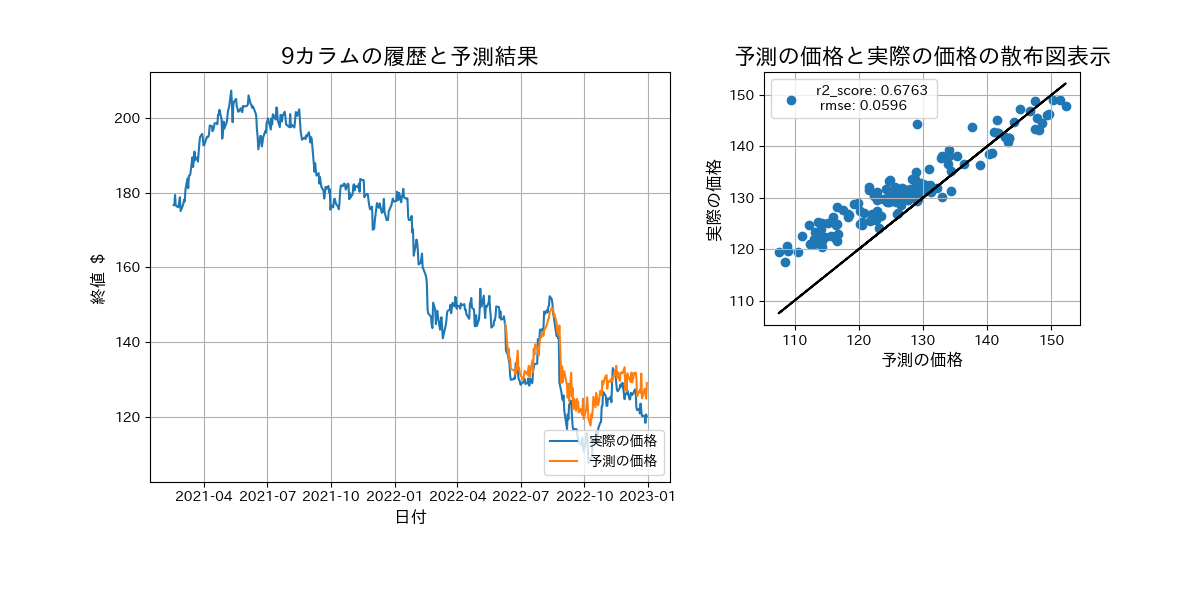 9カラムの履歴と予測結果
終値 $
200
180
160
140
120
2021-04 2021-07 2021-10 2022-01 2022-04 2022-07 2022-10 2023-01
日付
実際の価格
予測の価格
予測の価格と実際の価格の散布図表示
実際の価格
150
140
130
120
110
r2_score: 0.6763
rmse: 0.0596
110 120 130 140 150
予測の価格